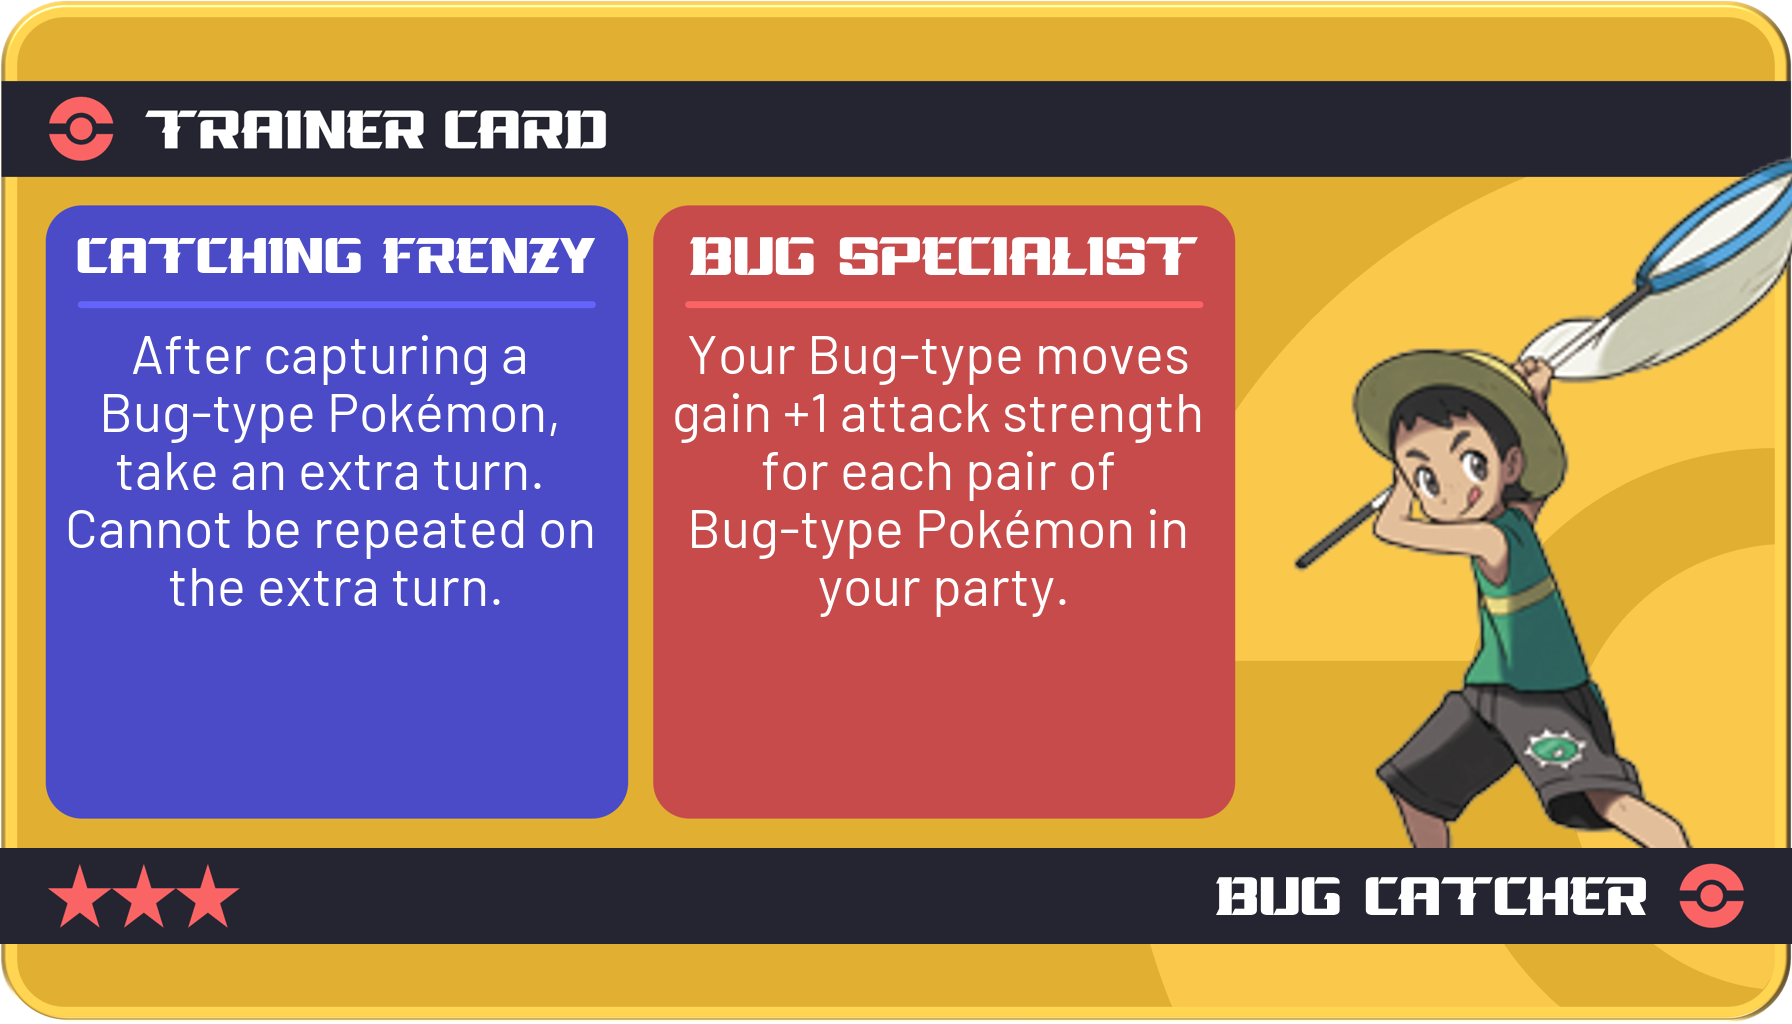 TRAINER CARD
CATCHING FRENZY
After capturing a
Bug-type Pokémon,
take an extra turn.
Cannot be repeated on
the extra turn.
BUG SPECIALIST
Your Bug-type moves
gain +1 attack strength
for each pair of
Bug-type Pokémon in
your party.
BUG CATCHER